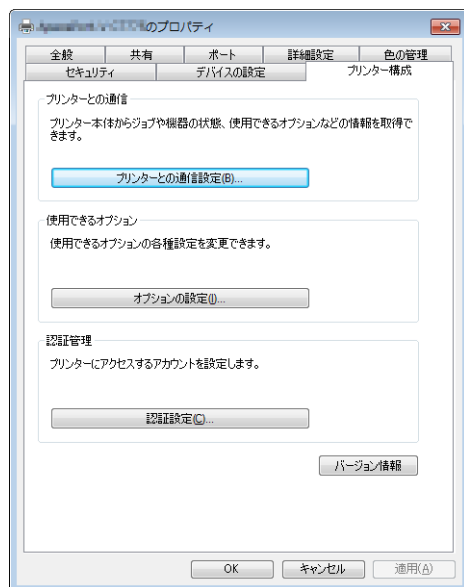 のプロパティ
全般 共有 ポート 詳細設定 色の管理
セキュリティ デバイスの設定 プリンター構成
プリンターとの通信
プリンター本体からジョブや機器の状態、使用できるオプションなどの情報を取得で
きます。
プリンターとの通信設定(B)...
使用できるオプション
使用できるオプションの各種設定を変更できます。
オプションの設定(I)...
認証管理
プリンターにアクセスするアカウントを設定します。
認証設定(C)...
バージョン情報
OK キャンセル 適用(A)